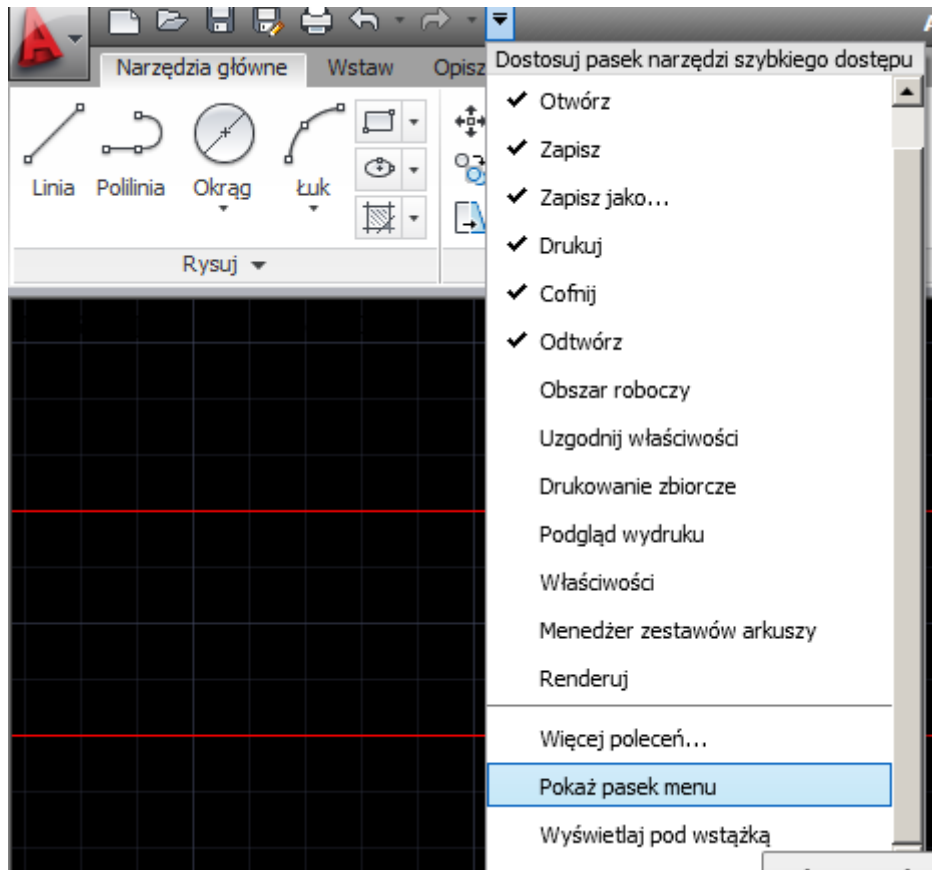 Dostosuj pasek narzędzi szybkiego dostępu
Narzędzia główne Wstaw Opisz
Linia Polilinia Okrąg Łuk
Rysuj
Otwórz
Zapisz
Zapisz jako...
Drukuj
Cofnij
Odtwórz
Obszar roboczy
Uzgodnij właściwości
Drukowanie zbiorcze
Podgląd wydruku
Właściwości
Menedżer zestawów arkuszy
Renderuj
Więcej poleceń...
Pokaż pasek menu
Wyświetlaj pod wstążką